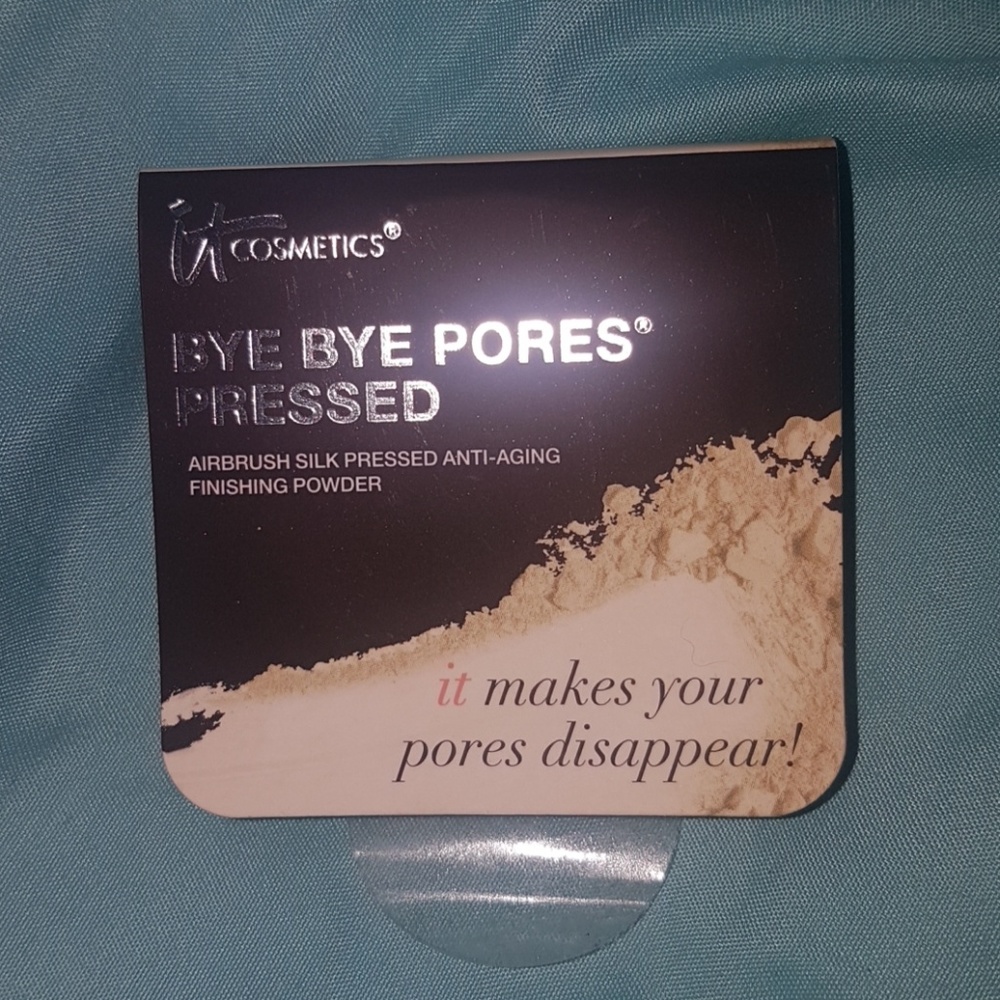 it COSMETICS®
BYE BYE PORES®
PRESSED
AIRBRUSH SILK PRESSED ANTI-AGING
FINISHING POWDER
it makes your
pores disappear!